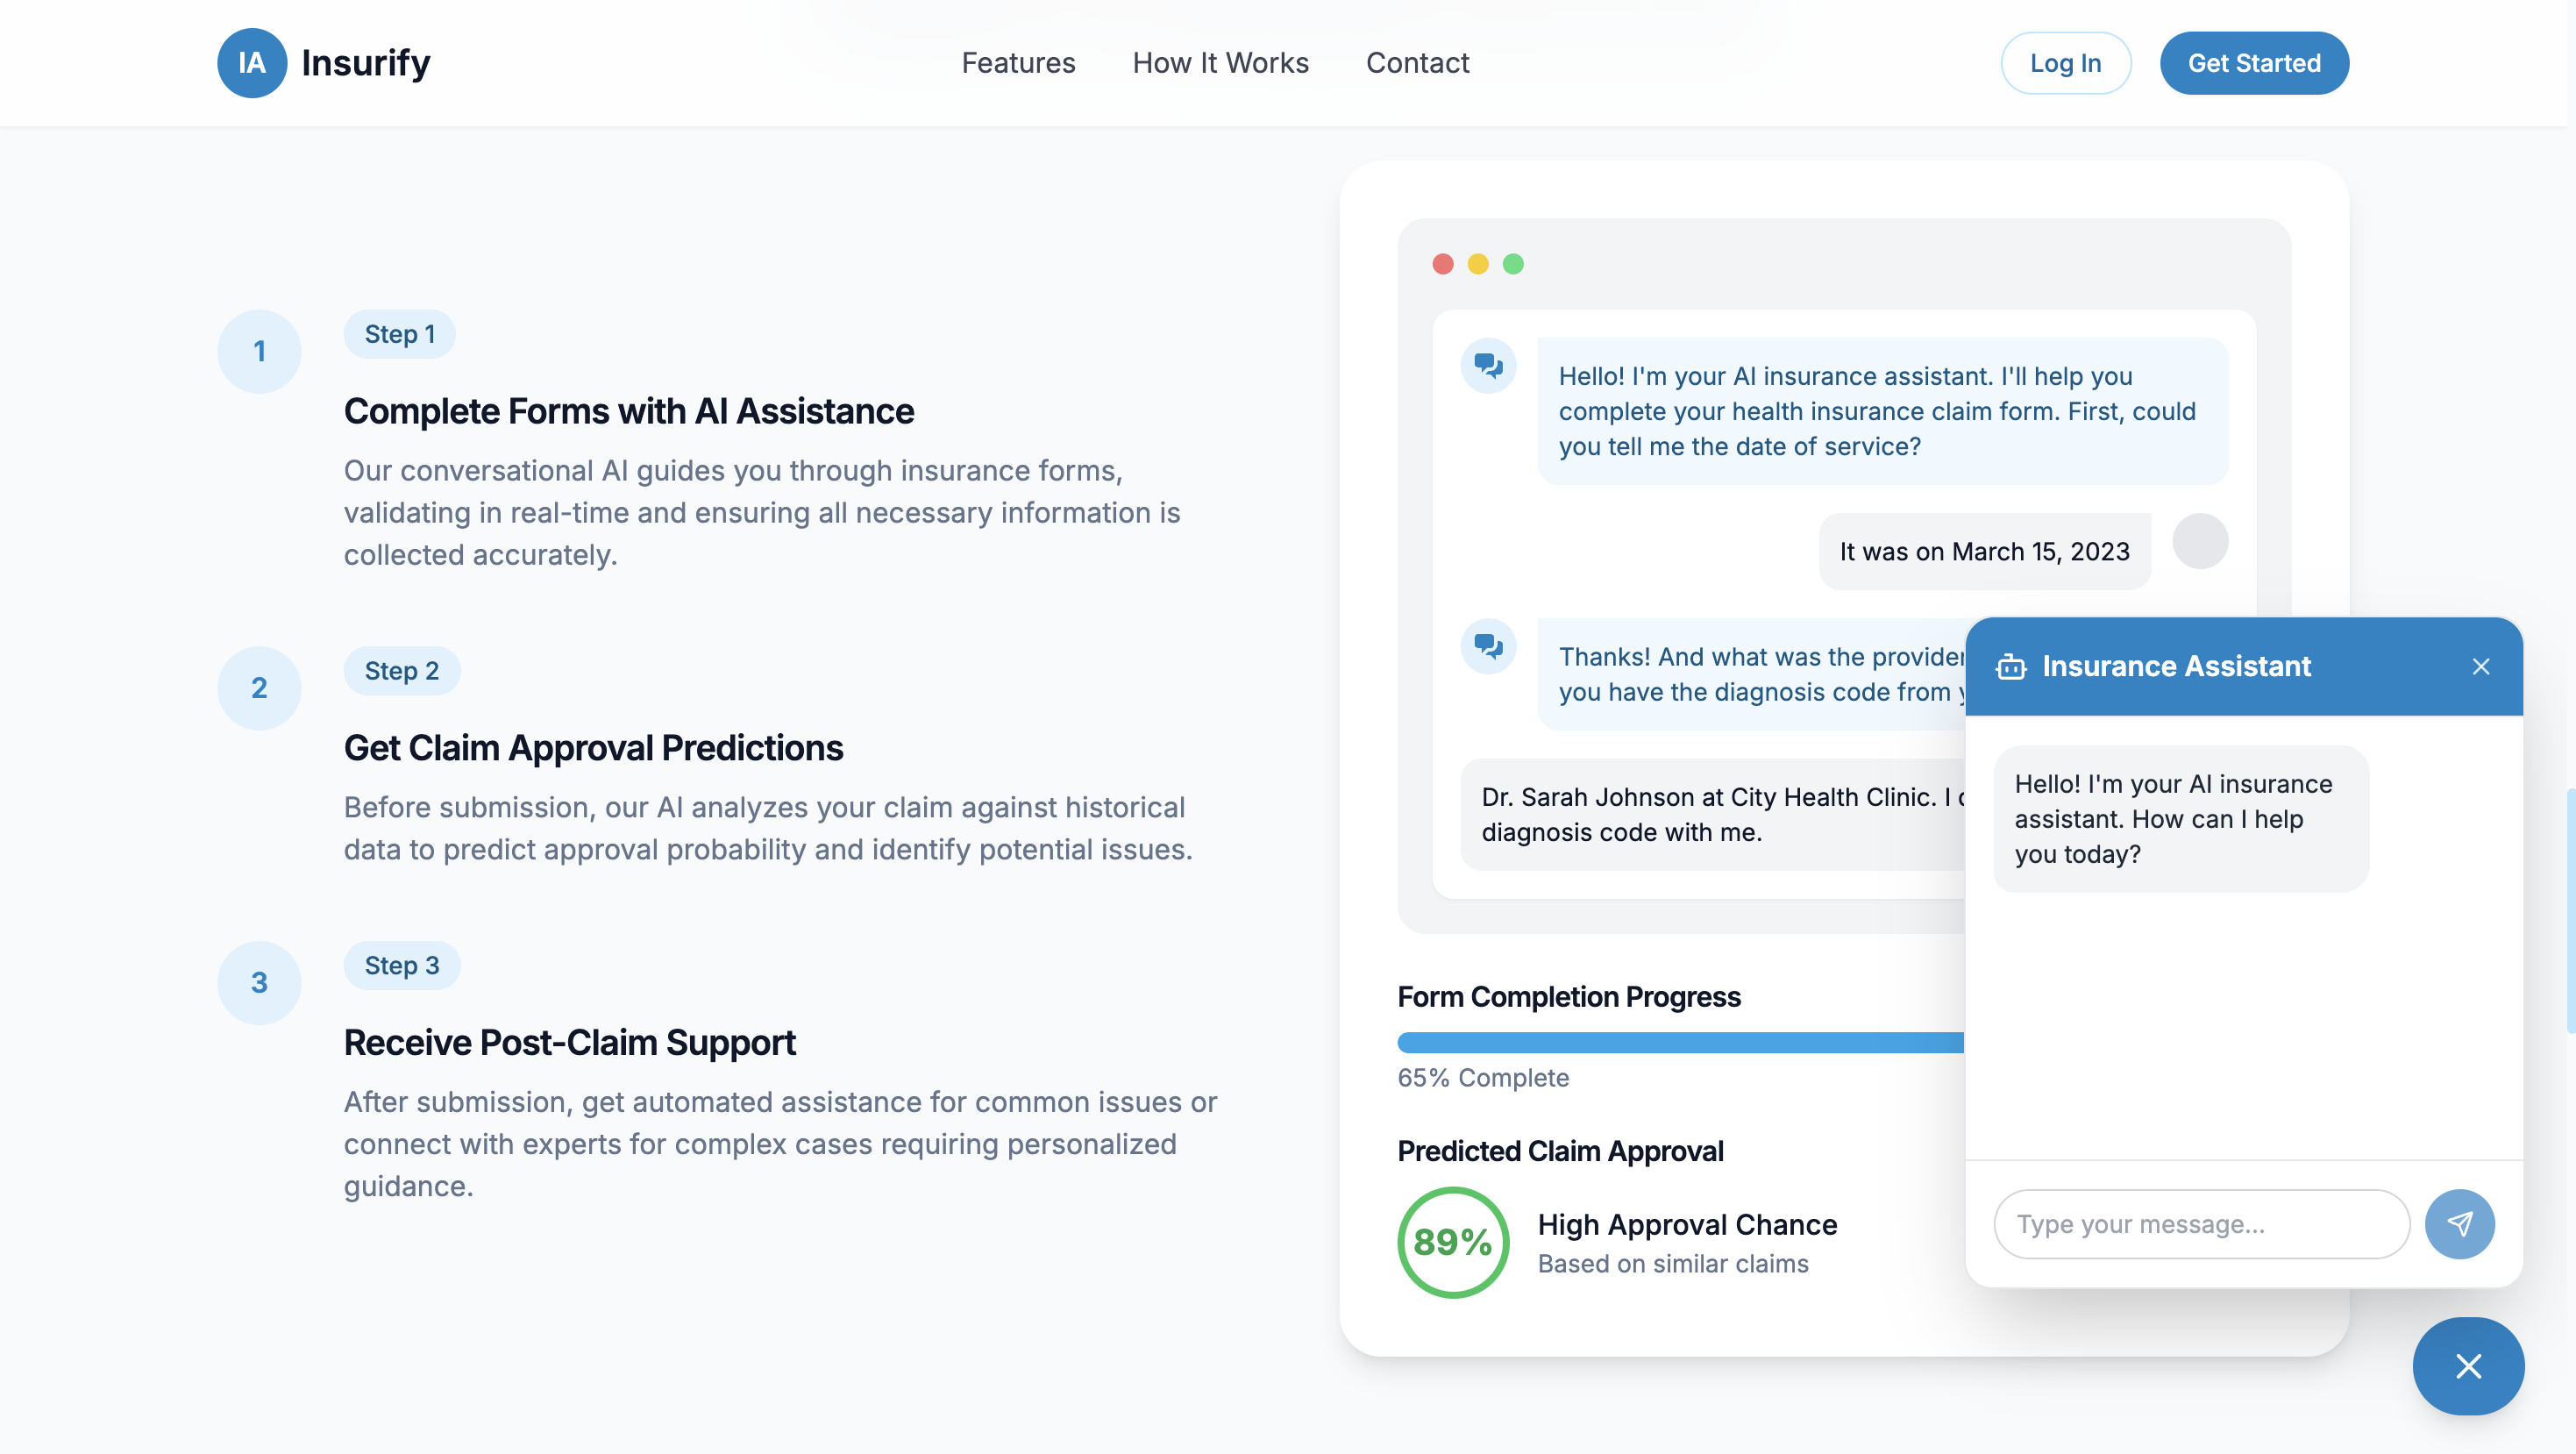 IA Insurify
Features
How It Works
Contact
Log In
Get Started
1
Step 1
Complete Forms with AI Assistance
Our conversational AI guides you through insurance forms,
validating in real-time and ensuring all necessary information is
collected accurately.
2
Step 2
Get Claim Approval Predictions
Before submission, our AI analyzes your claim against historical
data to predict approval probability and identify potential issues.
3
Step 3
Receive Post-Claim Support
After submission, get automated assistance for common issues or
connect with experts for complex cases requiring personalized
guidance.
Hello! I'm your AI insurance assistant. I'll help you
complete your health insurance claim form. First, could
you tell me the date of service?
It was on March 15, 2023
Thanks! And what was the provider
you have the diagnosis code from
Dr. Sarah Johnson at City Health Clinic. I
diagnosis code with me.
Form Completion Progress
65% Complete
Predicted Claim Approval
89%
High Approval Chance
Based on similar claims
Insurance Assistant
Hello! I'm your AI insurance
assistant. How can I help
you today?
Type your message...